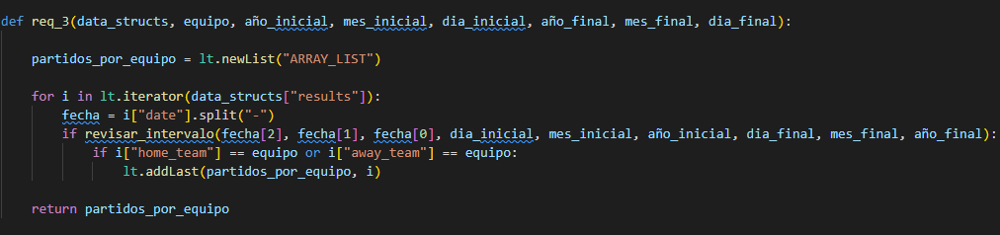 def req_3(data_structs, equipo, año_inicial, mes_inicial, dia_inicial, año_final, mes_final, dia_final):
partidos_por_equipo = lt.newList("ARRAY_LIST")
for i in lt.iterator(data_structs["results"]):
fecha = i["date"].split("-")
if revisar_intervalo(fecha[2], fecha[1], fecha[0], dia_inicial, mes_inicial, año_inicial, dia_final, mes_final, año_final):
if i["home_team"] == equipo or i["away_team"] == equipo:
lt.addLast(partidos_por_equipo, i)
return partidos_por_equipo